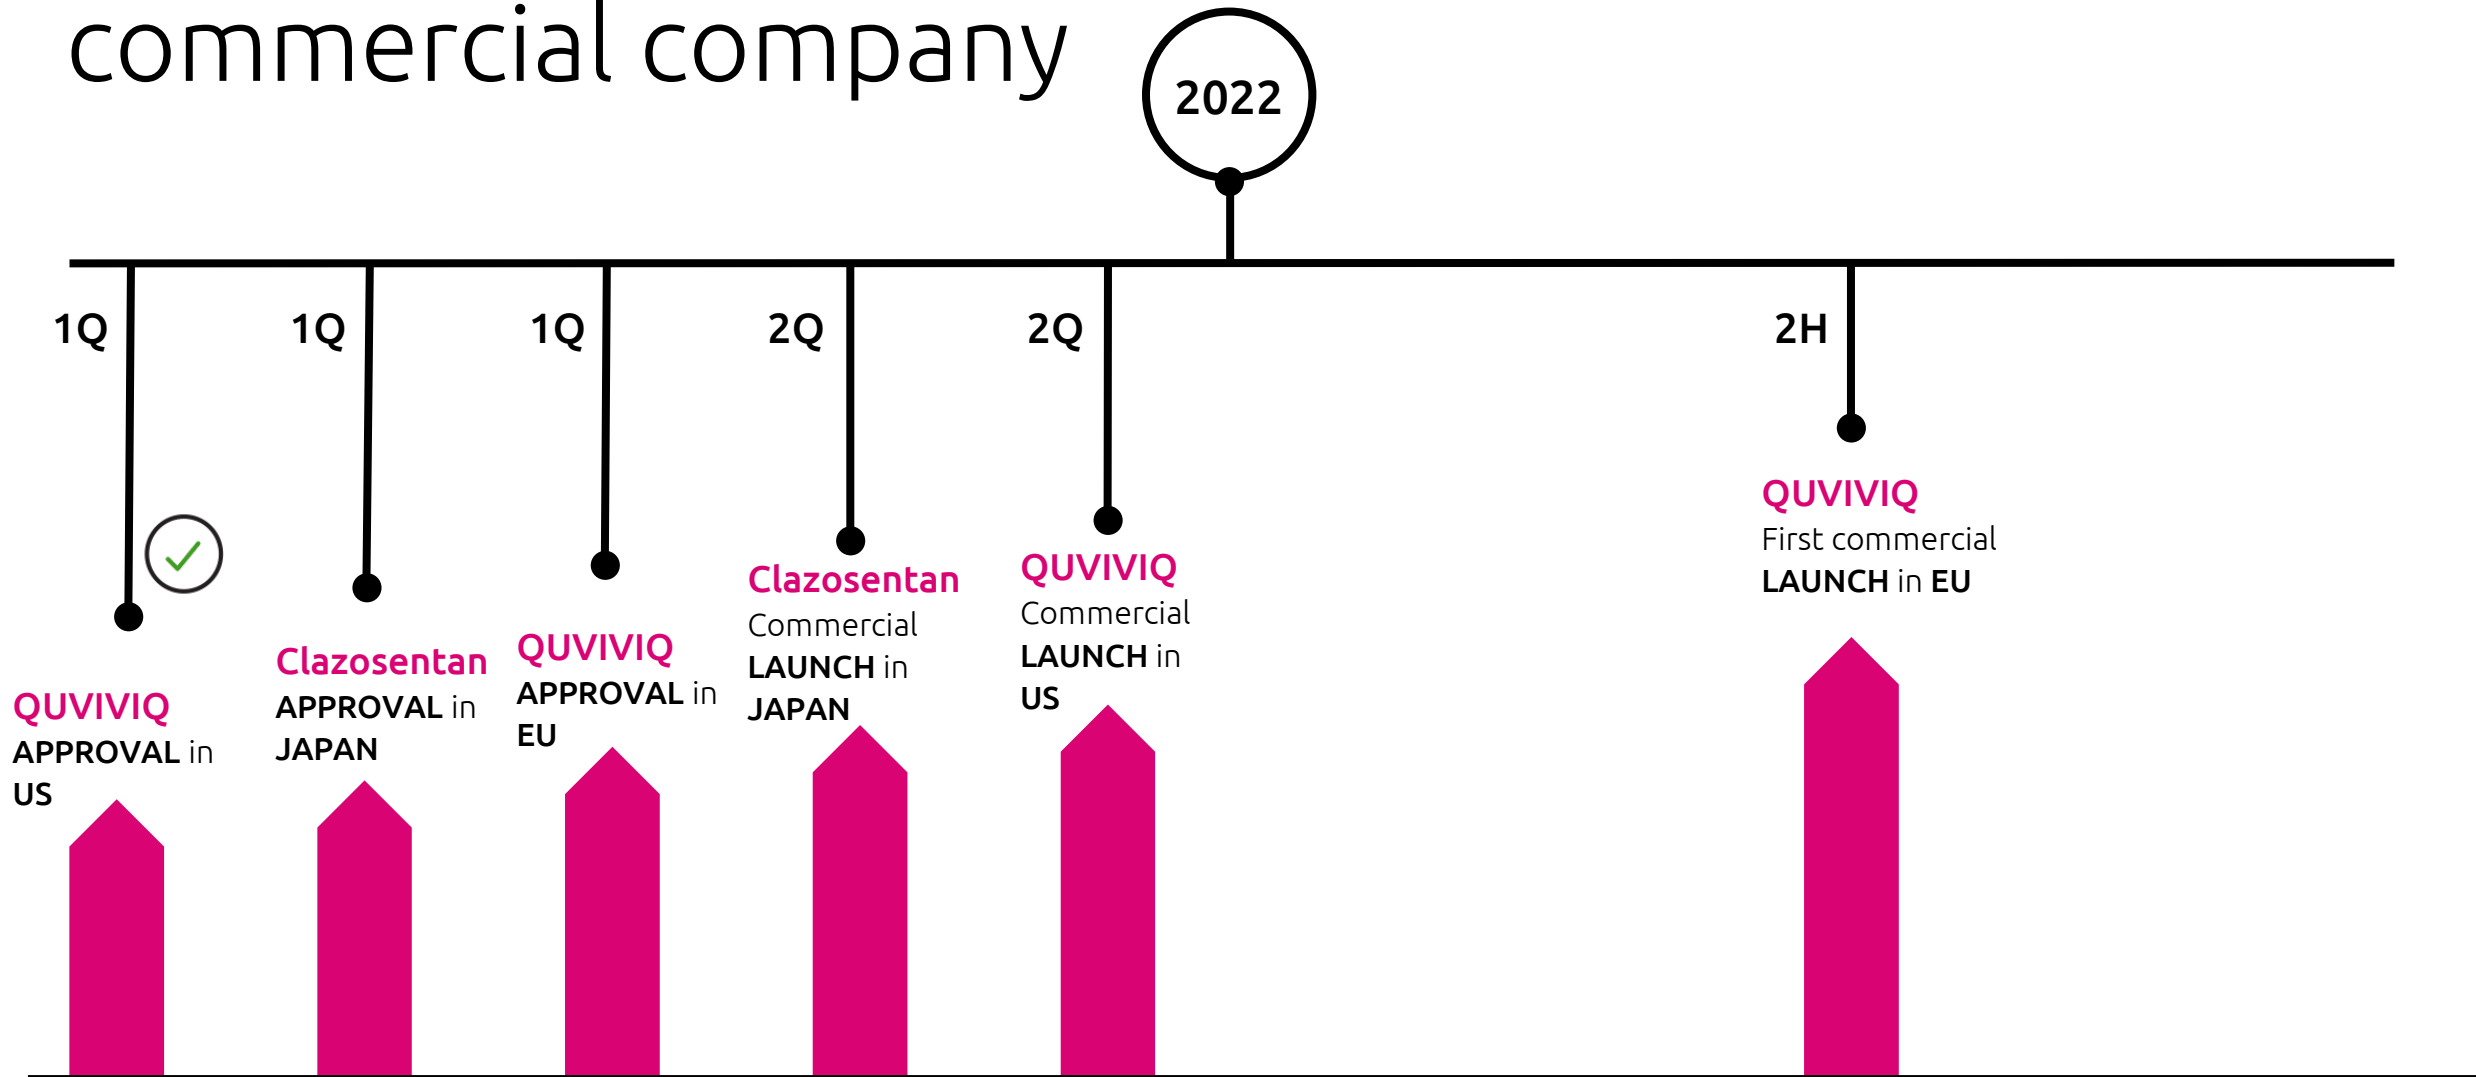 commercial company
2022
1Q
1Q
1Q
2Q
2Q
2H
QUVIVIQ
APPROVAL in
US
Clazosentan
APPROVAL in
JAPAN
QUVIVIQ
APPROVAL in
EU
Clazosentan
Commercial
LAUNCH in
JAPAN
QUVIVIQ
Commercial
LAUNCH in
US
QUVIVIQ
First commercial
LAUNCH in EU